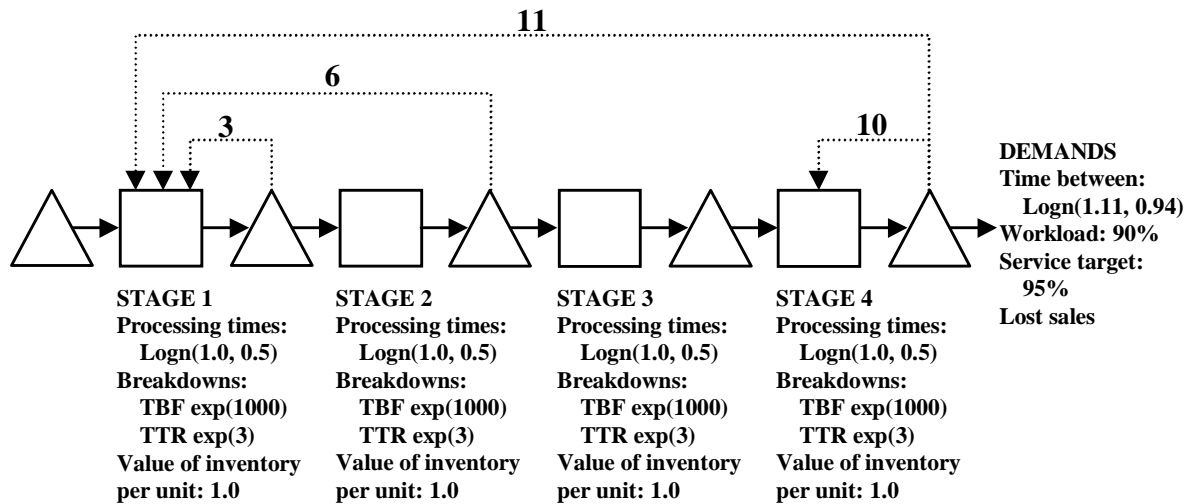 11
6
3
10
DEMANDS
Time between:
Logn(1.11, 0.94)
Workload: 90%
Service target:
95%
Lost sales
STAGE 1
Processing times:
Logn(1.0, 0.5)
Breakdowns:
TBF exp(1000)
TTR exp(3)
Value of inventory
per unit: 1.0
STAGE 2
Processing times:
Logn(1.0, 0.5)
Breakdowns:
TBF exp(1000)
TTR exp(3)
Value of inventory
per unit: 1.0
STAGE 3
Processing times:
Logn(1.0, 0.5)
Breakdowns:
TBF exp(1000)
TTR exp(3)
Value of inventory
per unit: 1.0
STAGE 4
Processing times:
Logn(1.0, 0.5)
Breakdowns:
TBF exp(1000)
TTR exp(3)
Value of inventory
per unit: 1.0